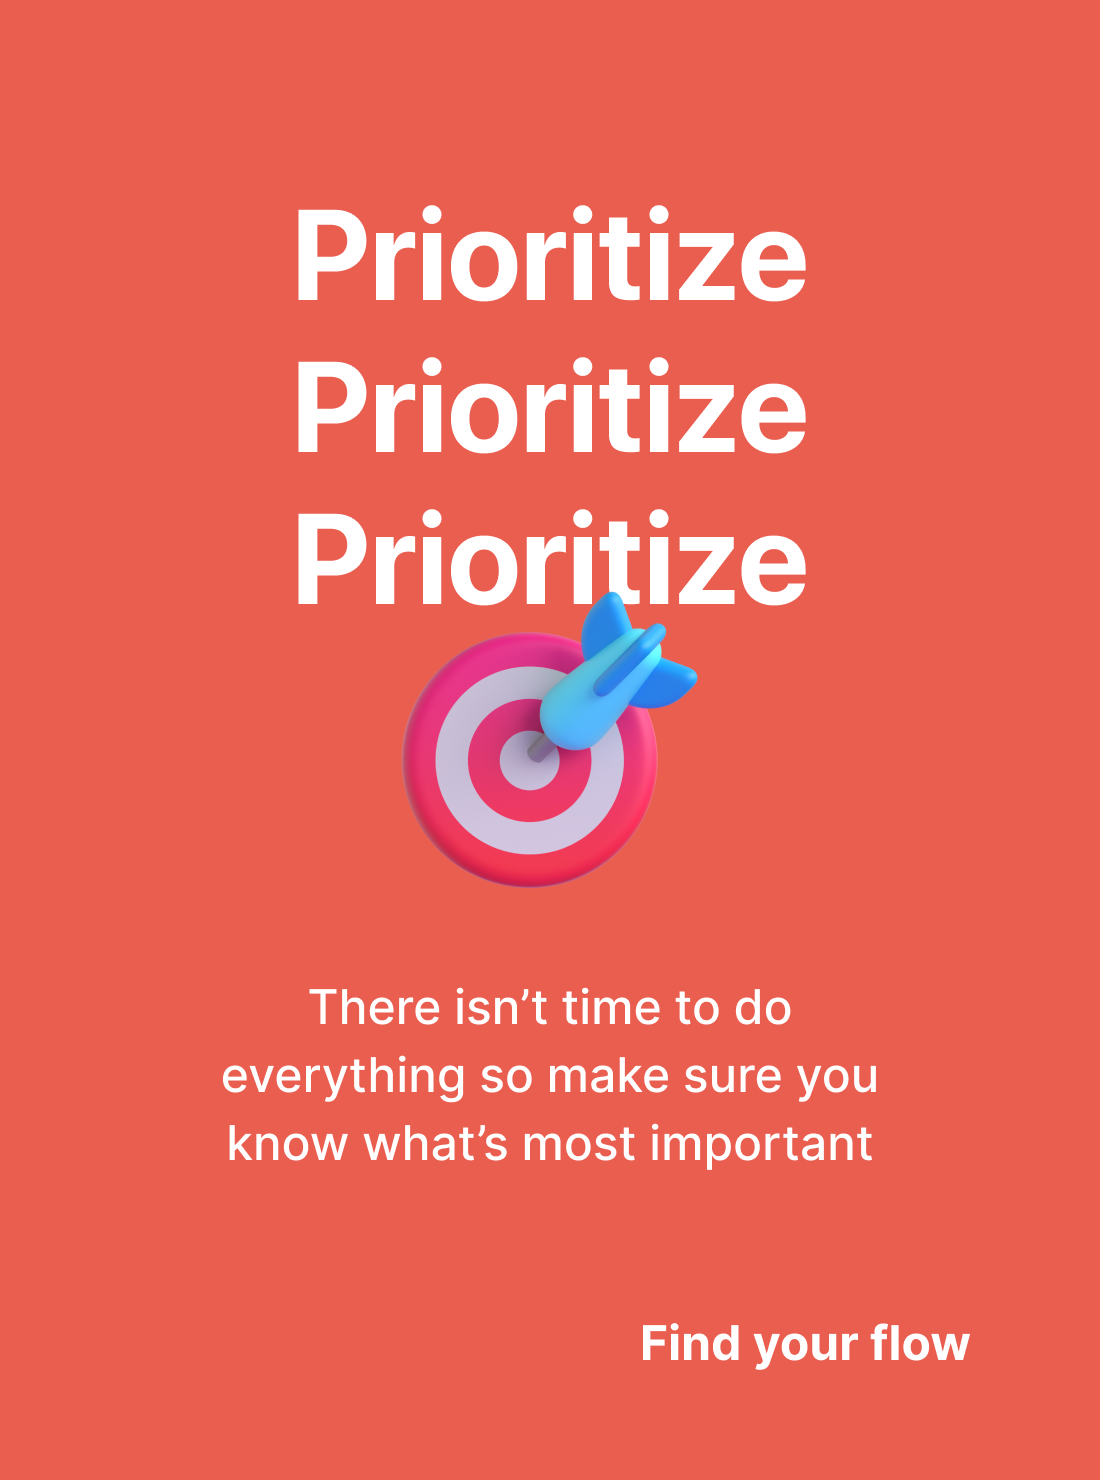 Prioritize
Prioritize
Prioritize
There isn’t time to do
everything so make sure you
know what’s most important
Find your flow